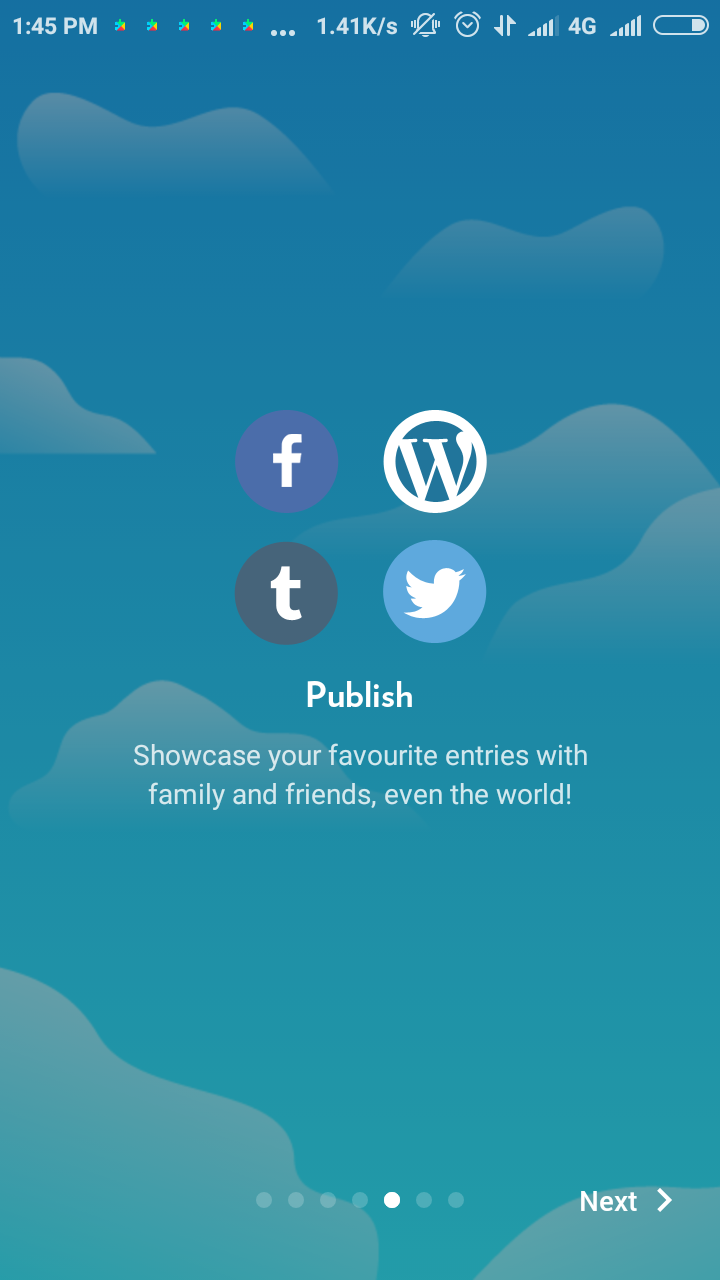 1:45 PM ... 1.41K/s 4G
Publish
Showcase your favourite entries with
family and friends, even the world!
Next